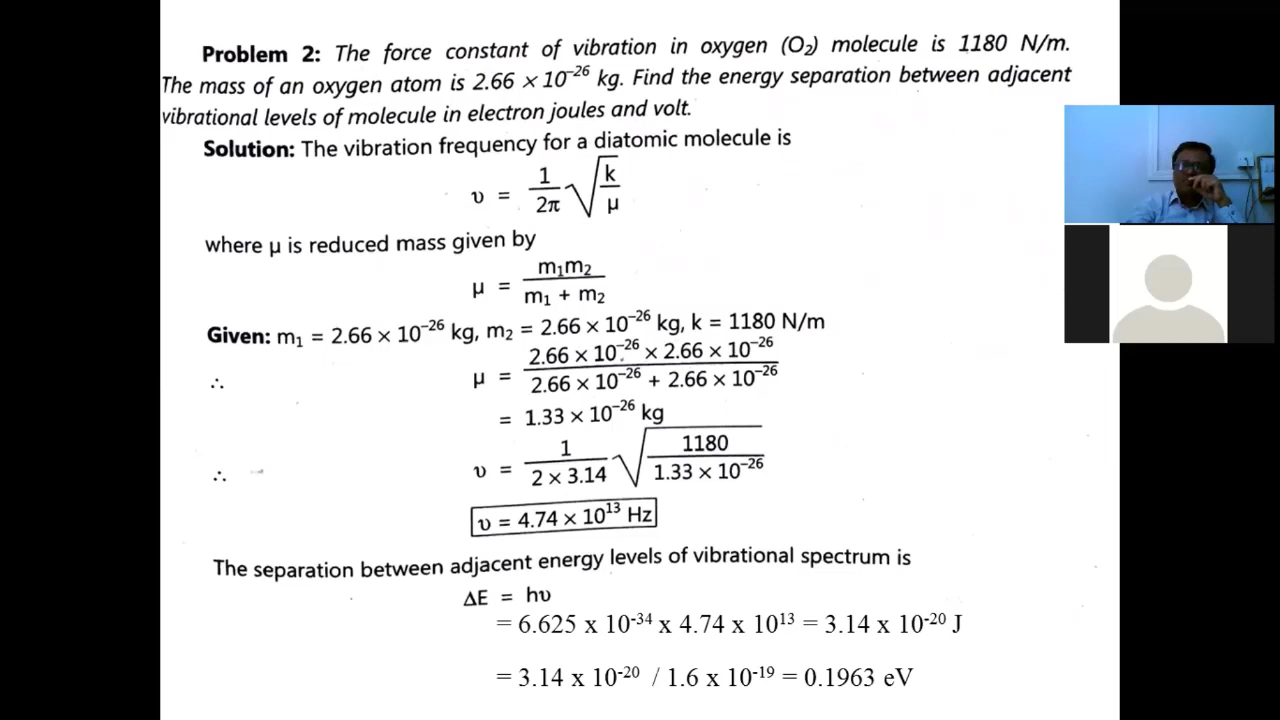 Problem 2: The force constant of vibration in oxygen (O₂) molecule is 1180 N/m.
The mass of an oxygen atom is 2.66 × 10⁻²⁶ kg. Find the energy separation between adjacent
vibrational levels of molecule in electron joules and volt.
Solution: The vibration frequency for a diatomic molecule is
υ = 1/2π √(k/μ)
where μ is reduced mass given by
μ = m₁m₂/(m₁ + m₂)
Given: m₁ = 2.66 × 10⁻²⁶ kg, m₂ = 2.66 × 10⁻²⁶ kg, k = 1180 N/m
∴ μ = (2.66 × 10⁻²⁶ × 2.66 × 10⁻²⁶)/(2.66 × 10⁻²⁶ + 2.66 × 10⁻²⁶)
= 1.33 × 10⁻²⁶ kg
∴ υ = 1/(2 × 3.14) √(1180/(1.33 × 10⁻²⁶))
υ = 4.74 × 10¹³ Hz
The separation between adjacent energy levels of vibrational spectrum is
ΔE = hυ
= 6.625 x 10⁻³⁴ x 4.74 x 10¹³ = 3.14 x 10⁻²⁰ J
= 3.14 x 10⁻²⁰ / 1.6 x 10⁻¹⁹ = 0.1963 eV